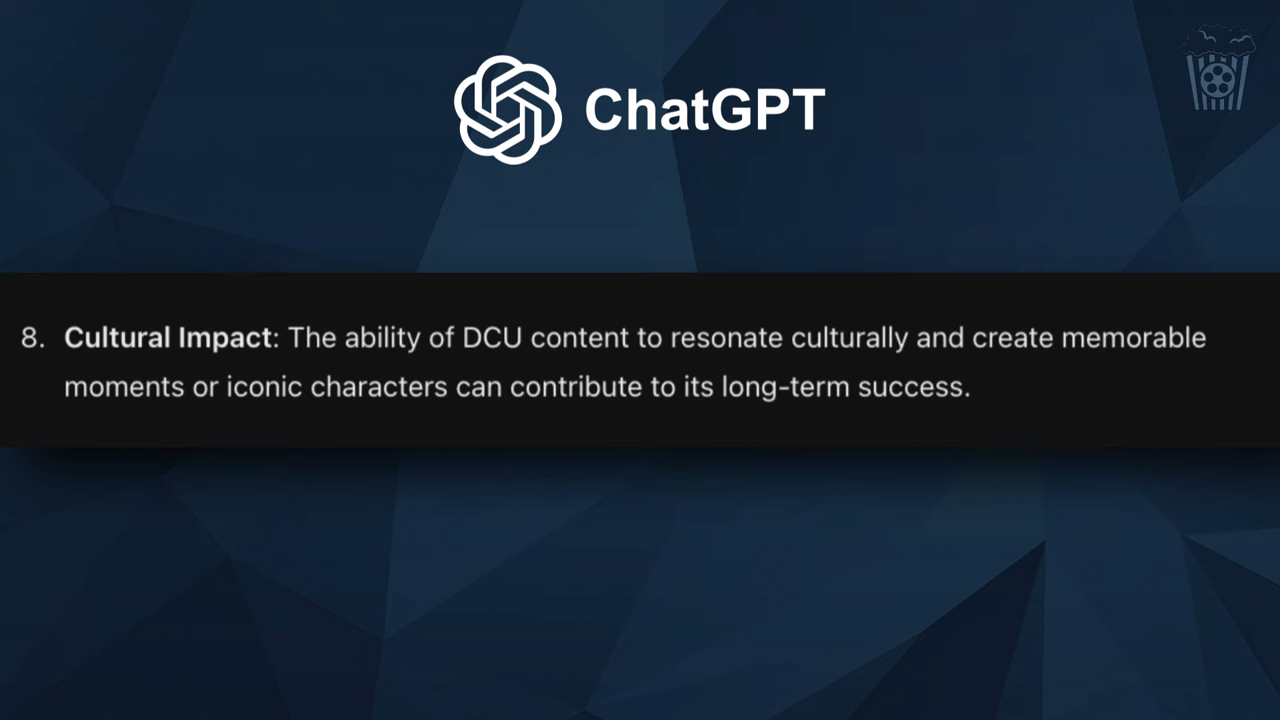 ChatGPT
8. Cultural Impact: The ability of DCU content to resonate culturally and create memorable
moments or iconic characters can contribute to its long-term success.